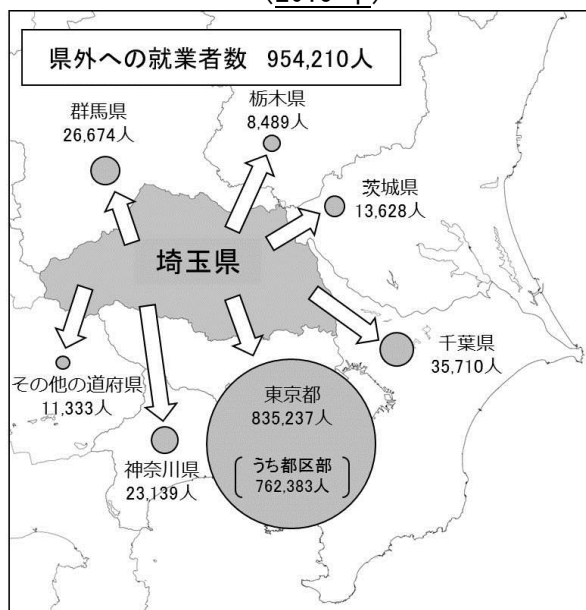 県外への就業者数 954,210人
群馬県
26,674人
栃木県
8,489人
茨城県
13,628人
埼玉県
千葉県
35,710人
その他の道府県
11,333人
東京都
835,237人
うち都区部
762,383人
神奈川県
23,139人